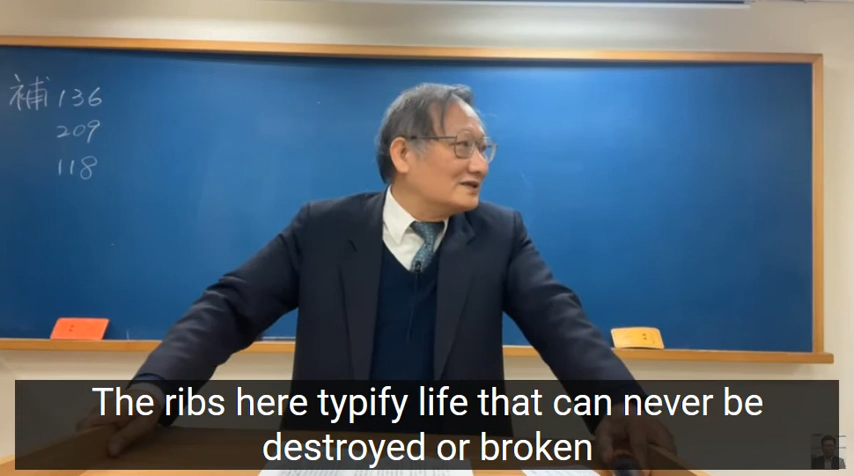 補 136
209
118
The ribs here typify life that can never be
destroyed or broken